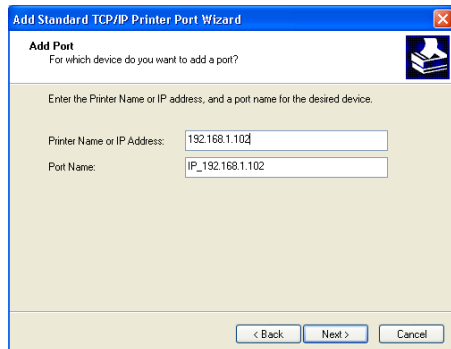 Add Standard TCP/IP Printer Port Wizard
Add Port
For which device do you want to add a port?
Enter the Printer Name or IP address, and a port name for the desired device.
Printer Name or IP Address: 192.168.1.102
Port Name: IP_192.168.1.102
< Back Next > Cancel